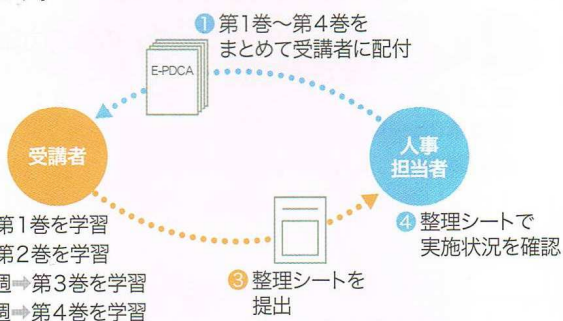 ❶ 第1巻～第4巻を
まとめて受講者に配付
E-PDCA
受講者
人事
担当者
第1巻を学習
第2巻を学習
週➡第3巻を学習
週➡第4巻を学習
❸ 整理シートを
提出
❹ 整理シートで
実施状況を確認